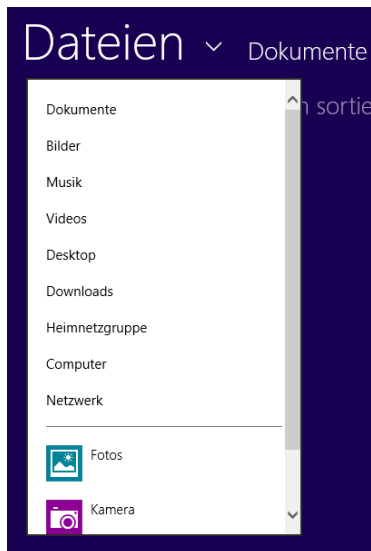 Dateien Dokumente
n sortie
Dokumente
Bilder
Musik
Videos
Desktop
Downloads
Heimnetzgruppe
Computer
Netzwerk
Fotos
Kamera